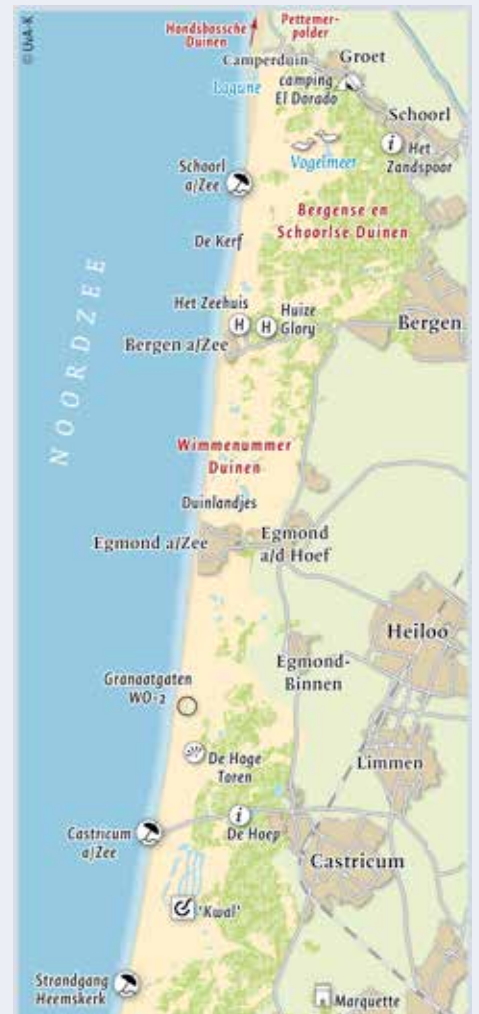 © UvA-K
Hondsbossche
Duinen
Pettemer-
polder
Camperduin
Groet
Lagune
camping
El Dorado
Schoorl
i
Het
Zandspoor
Vogelmeer
Schoorl
a/Zee
Bergense en
Schoorlse Duinen
De Kerf
NOORDZEE
Het Zeehuis
H
H
Huize
Glory
Bergen
Bergen a/Zee
Wimmenummer
Duinen
Duinlandjes
Egmond a/Zee
Egmond
a/d Hoef
Heiloo
Egmond-
Binnen
Granaatgaten
WO-2
De Hoge
Toren
Limmen
i
De Hoep
Castricum
a/Zee
Castricum
'Kwal'
Strandgang
Heemskerk
Marquette